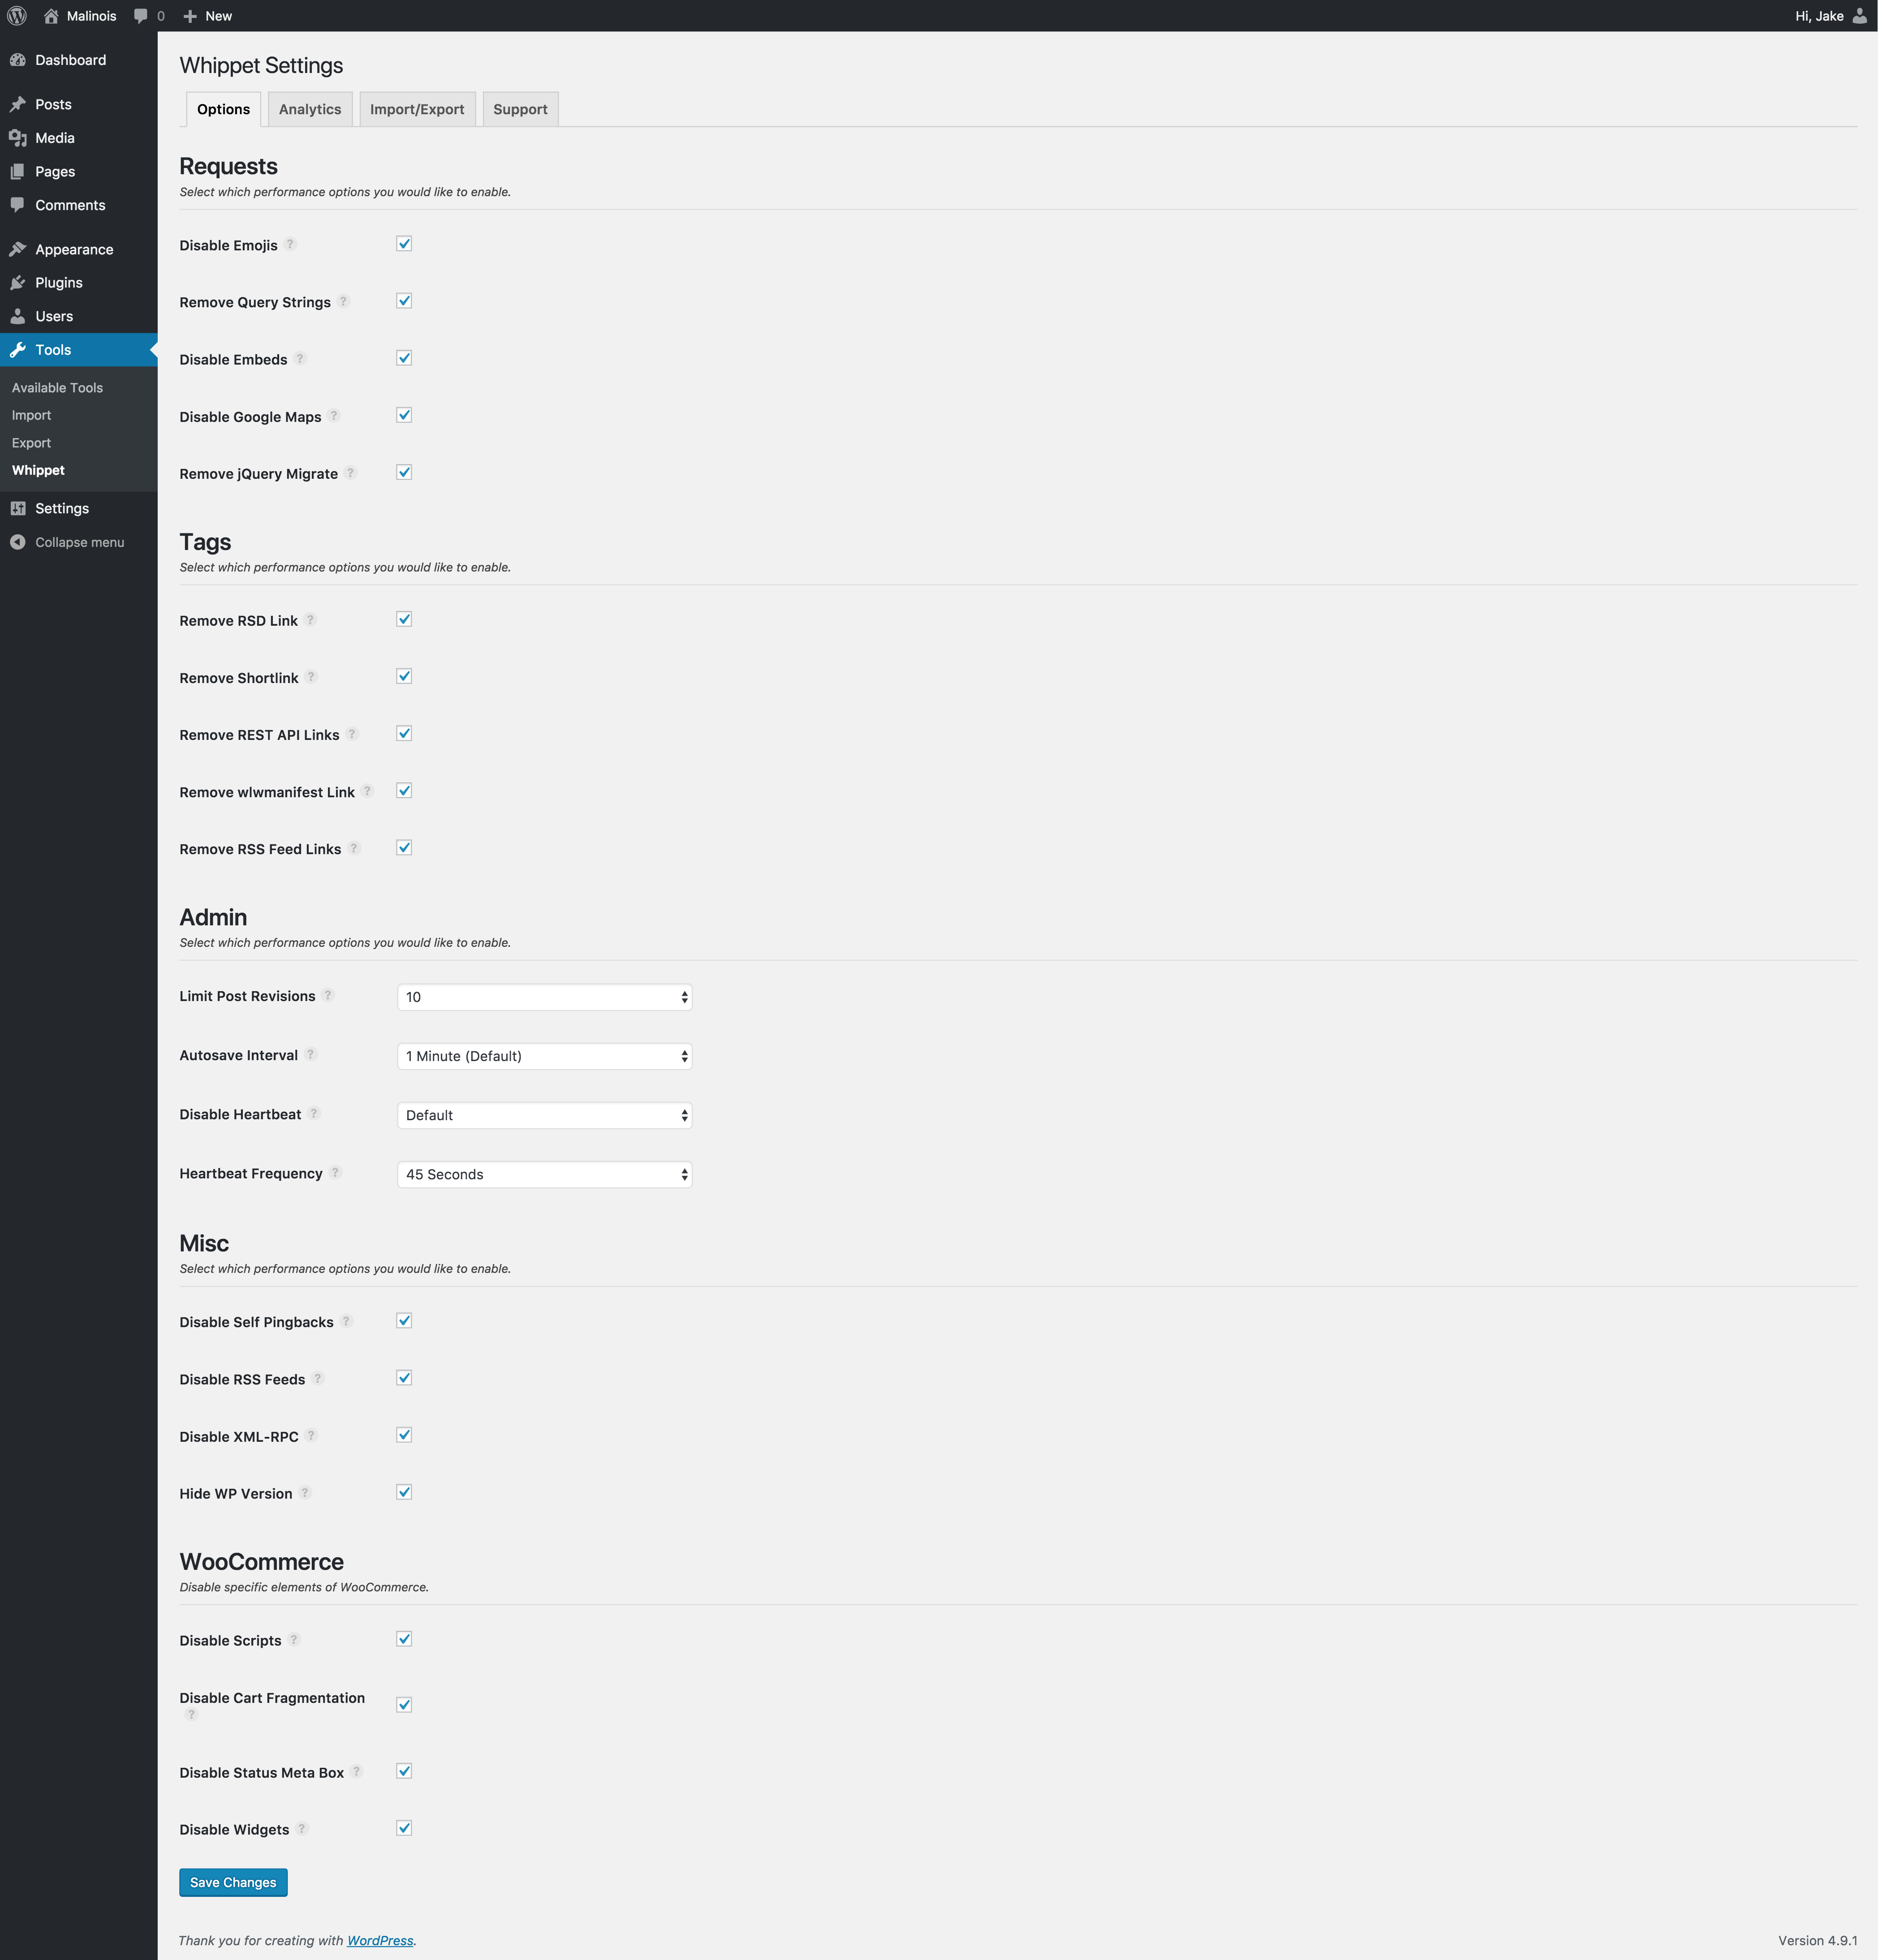 Malinois 0 New Hi, Jake
Dashboard
Posts
Media
Pages
Comments
Appearance
Plugins
Users
Tools
Available Tools
Import
Export
Whippet
Settings
Collapse menu
Whippet Settings
Options Analytics Import/Export Support
Requests
Select which performance options you would like to enable.
Disable Emojis ?
Remove Query Strings ?
Disable Embeds ?
Disable Google Maps ?
Remove jQuery Migrate ?
Tags
Select which performance options you would like to enable.
Remove RSD Link ?
Remove Shortlink ?
Remove REST API Links ?
Remove wlwmanifest Link ?
Remove RSS Feed Links ?
Admin
Select which performance options you would like to enable.
Limit Post Revisions ? 10
Autosave Interval ? 1 Minute (Default)
Disable Heartbeat ? Default
Heartbeat Frequency ? 45 Seconds
Misc
Select which performance options you would like to enable.
Disable Self Pingbacks ?
Disable RSS Feeds ?
Disable XML-RPC ?
Hide WP Version ?
WooCommerce
Disable specific elements of WooCommerce.
Disable Scripts ?
Disable Cart Fragmentation
?
Disable Status Meta Box ?
Disable Widgets ?
Save Changes
Thank you for creating with WordPress. Version 4.9.1